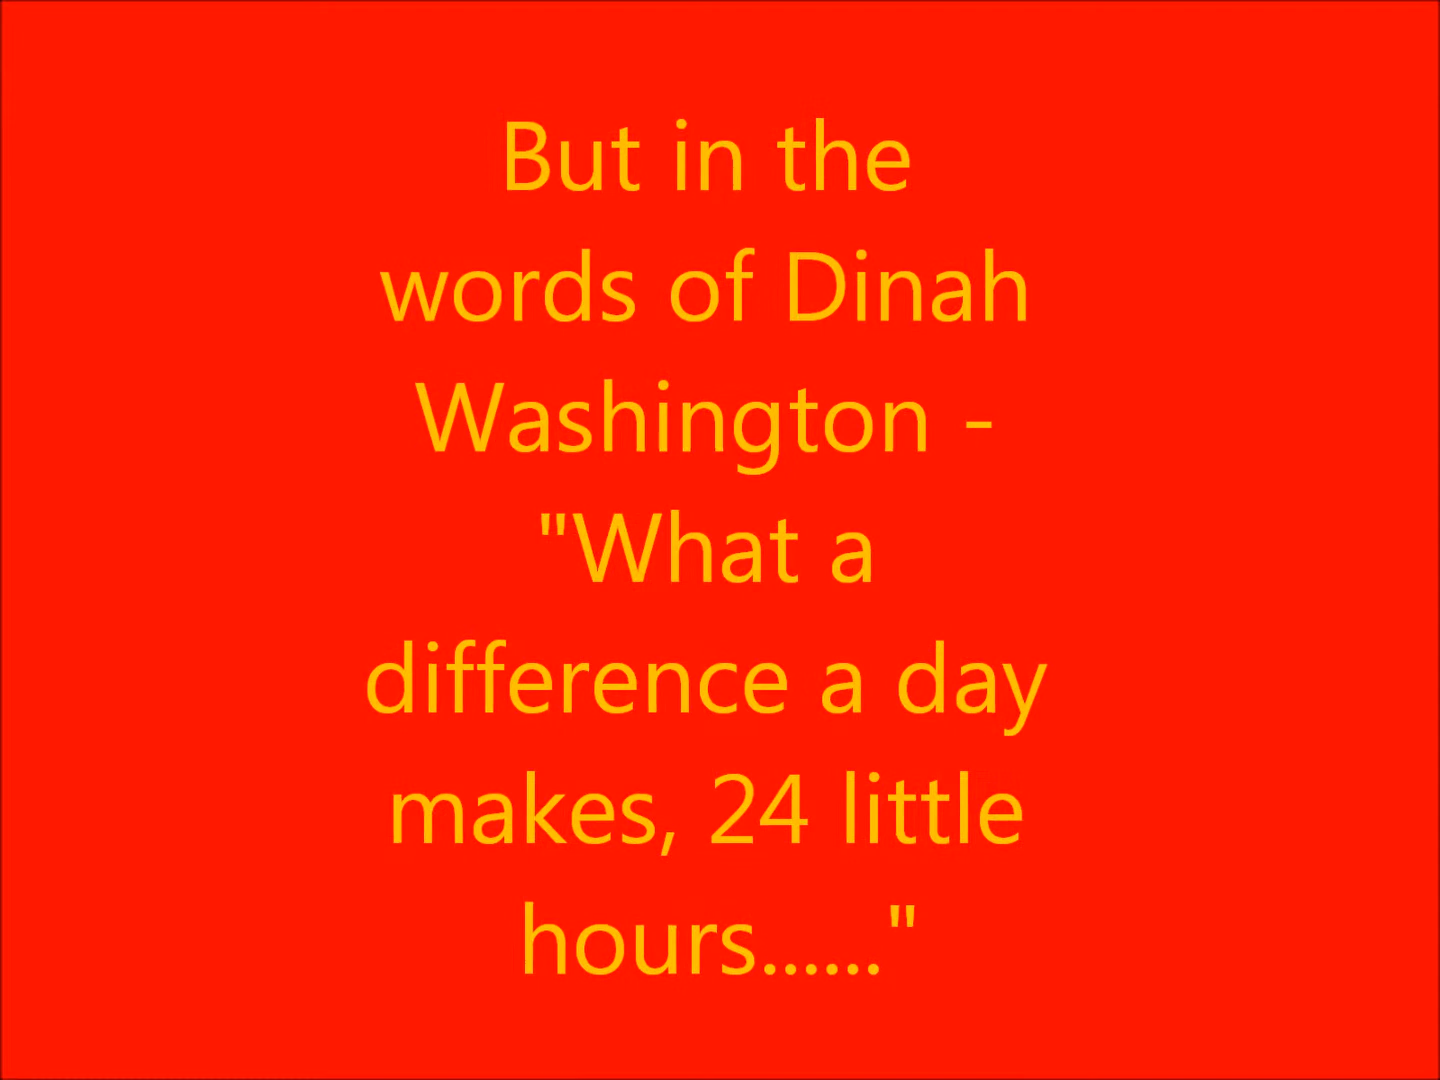 But in the
words of Dinah
Washington -
"What a
difference a day
makes, 24 little
hours......"